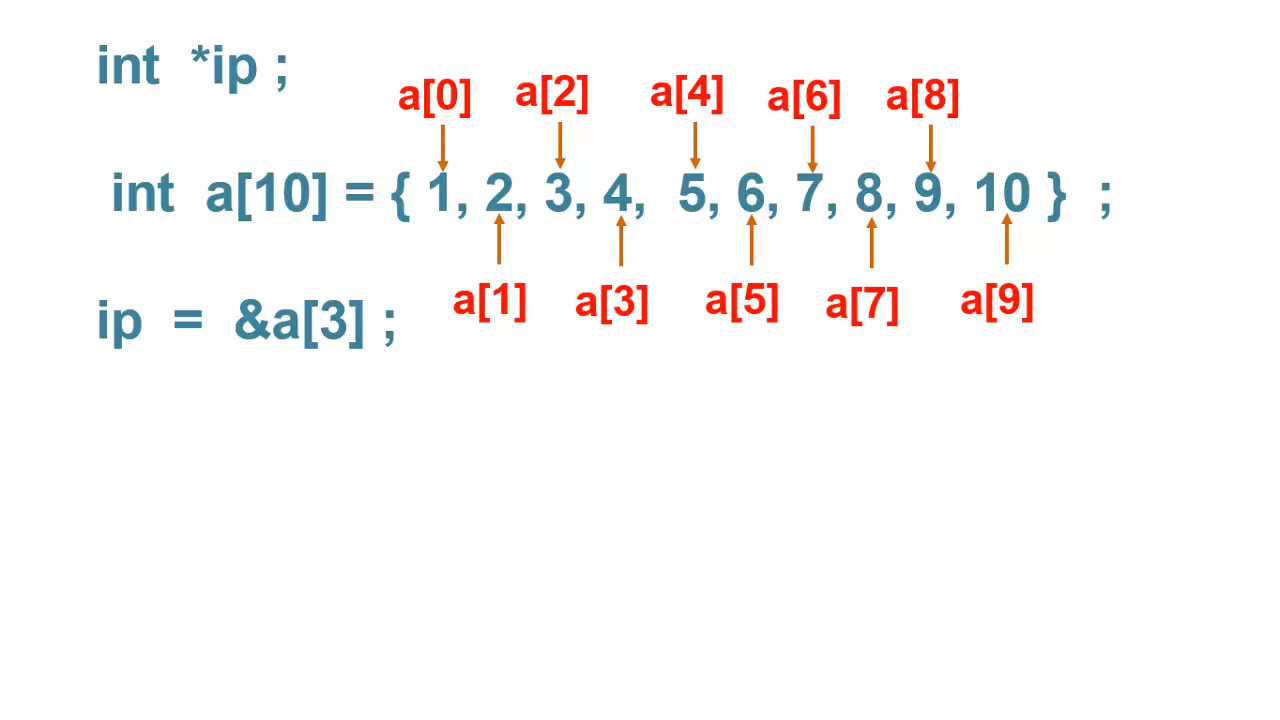 int *ip ;
a[0] a[2] a[4] a[6] a[8]
int a[10] = { 1, 2, 3, 4, 5, 6, 7, 8, 9, 10 } ;
a[1] a[3] a[5] a[7] a[9]
ip = &a[3] ;